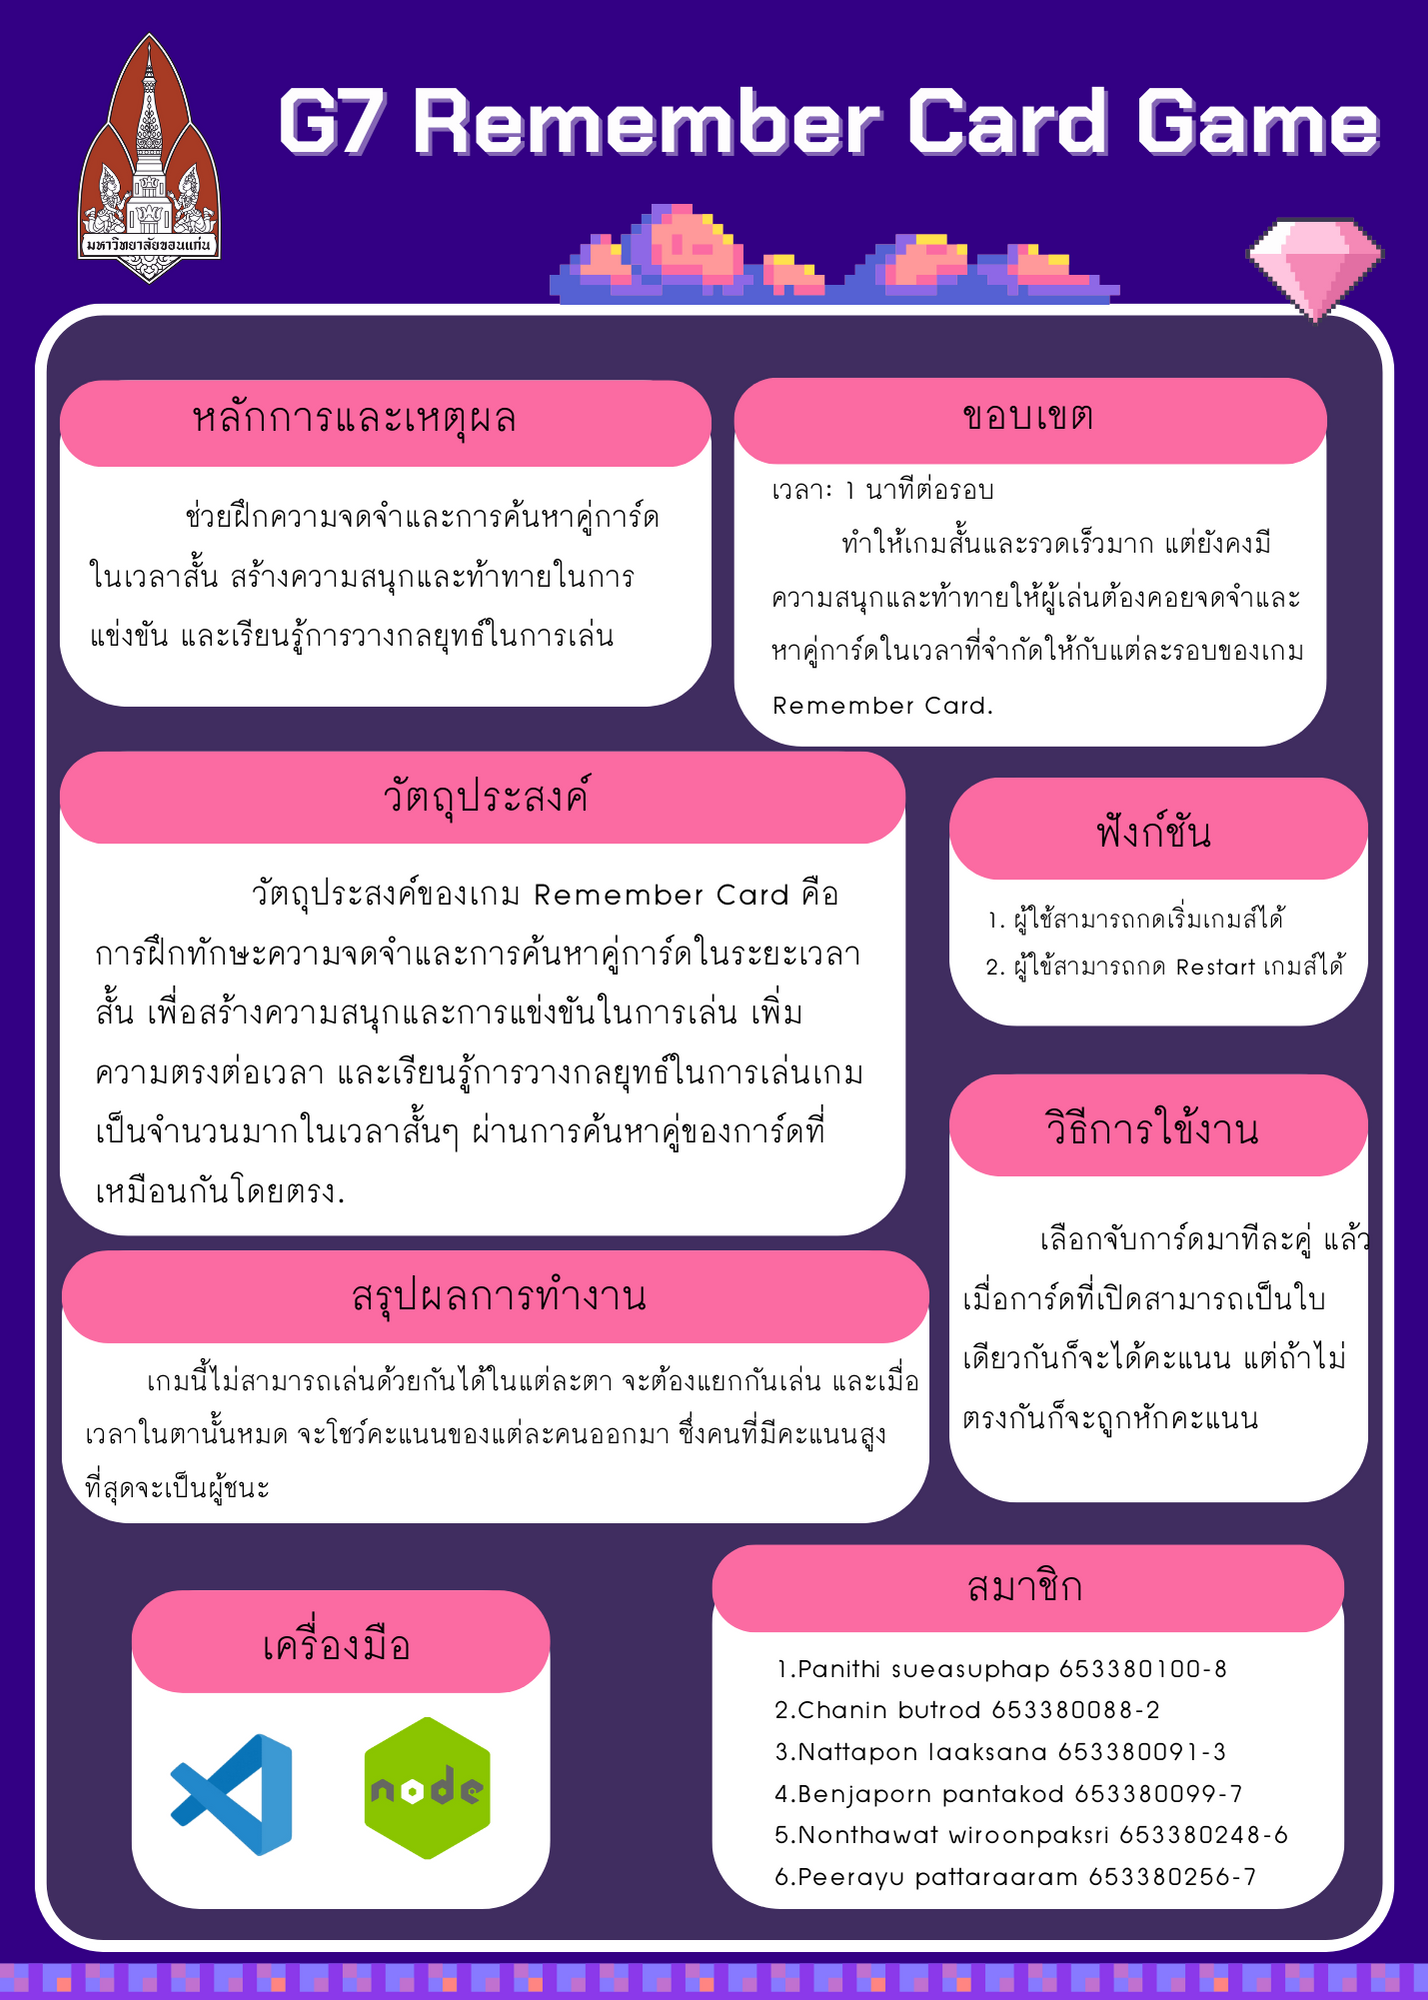 G7 Remember Card Game
มหาวิทยาลัยขอนแก่น
หลักการและเหตุผล
ช่วยฝึกความจดจำและการค้นหาคู่การ์ด
ในเวลาสั้น สร้างความสนุกและท้าทายในการ
แข่งขัน และเรียนรู้การวางกลยุทธ์ในการเล่น
ขอบเขต
เวลา: 1 นาทีต่อรอบ
ทำให้เกมสั้นและรวดเร็วมาก แต่ยังคงมี
ความสนุกและท้าทายให้ผู้เล่นต้องคอยจดจำและ
หาคู่การ์ดในเวลาที่จำกัดให้กับแต่ละรอบของเกม
Remember Card.
วัตถุประสงค์
วัตถุประสงค์ของเกม Remember Card คือ
การฝึกทักษะความจดจำและการค้นหาคู่การ์ดในระยะเวลา
สั้น เพื่อสร้างความสนุกและการแข่งขันในการเล่น เพิ่ม
ความตรงต่อเวลา และเรียนรู้การวางกลยุทธ์ในการเล่นเกม
เป็นจำนวนมากในเวลาสั้นๆ ผ่านการค้นหาคู่ของการ์ดที่
เหมือนกันโดยตรง.
ฟังก์ชัน
1. ผู้ใช้สามารถกดเริ่มเกมส์ได้
2. ผู้ใข้สามารถกด Restart เกมส์ได้
วิธีการใข้งาน
เลือกจับการ์ดมาทีละคู่ แล้ว
เมื่อการ์ดที่เปิดสามารถเป็นใบ
เดียวกันก็จะได้คะแนน แต่ถ้าไม่
ตรงกันก็จะถูกหักคะแนน
สรุปผลการทำงาน
เกมนี้ไม่สามารถเล่นด้วยกันได้ในแต่ละตา จะต้องแยกกันเล่น และเมื่อ
เวลาในตานั้นหมด จะโชว์คะแนนของแต่ละคนออกมา ซึ่งคนที่มีคะแนนสูง
ที่สุดจะเป็นผู้ชนะ
เครื่องมือ
node
สมาชิก
1.Panithi sueasuphap 653380100-8
2.Chanin butrod 653380088-2
3.Nattapon laaksana 653380091-3
4.Benjaporn pantakod 653380099-7
5.Nonthawat wiroonpaksri 653380248-6
6.Peerayu pattaraaram 653380256-7